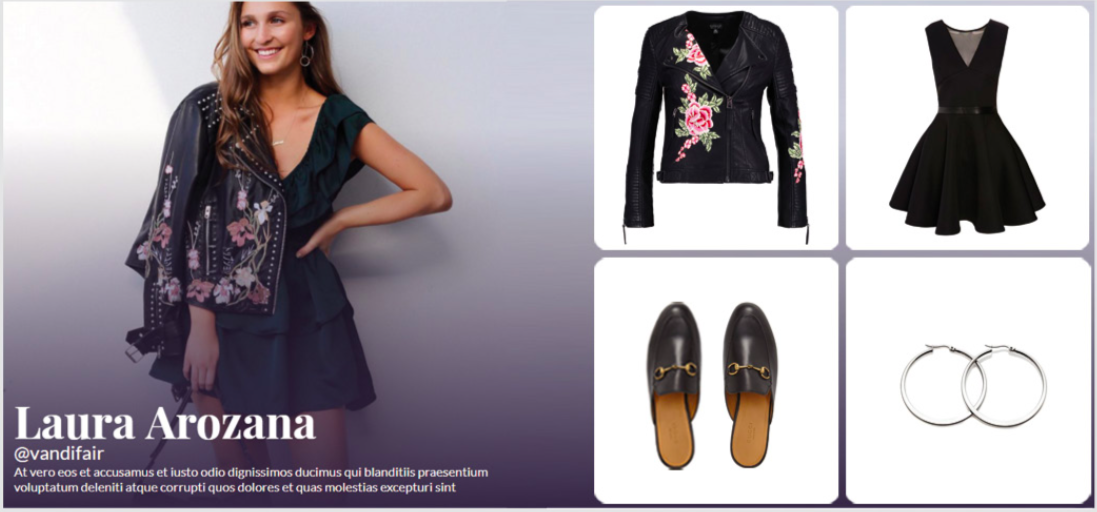 Laura Arozana
@vandifair
At vero eos et accusamus et iusto odio dignissimos ducimus qui blanditiis praesentium
voluptatum deleniti atque corrupti quos dolores et quas molestias excepturi sint